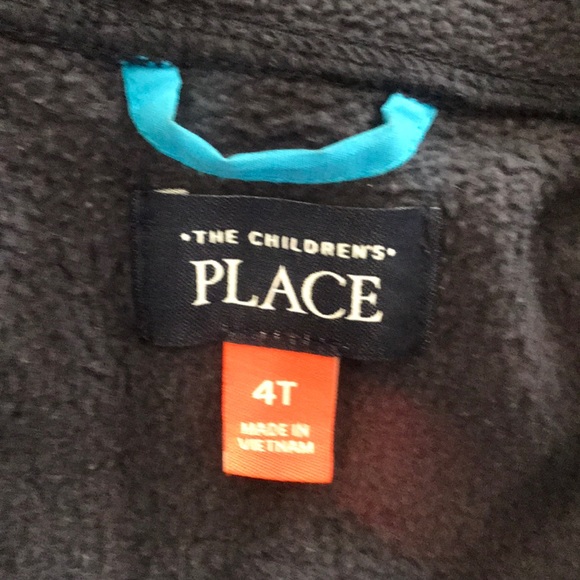 •THE CHILDREN'S•
PLACE
4T
MADE IN
VIETNAM